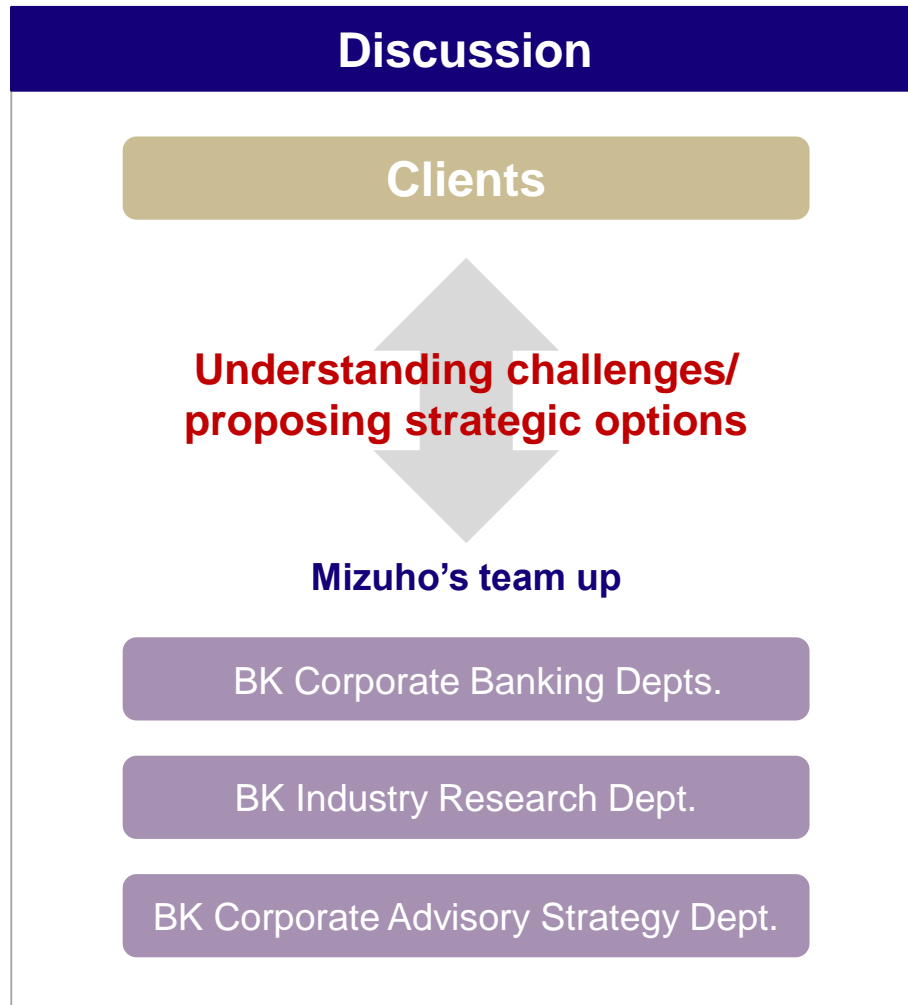 Discussion
Clients
Understanding challenges/
proposing strategic options
Mizuho’s team up
BK Corporate Banking Depts.
BK Industry Research Dept.
BK Corporate Advisory Strategy Dept.